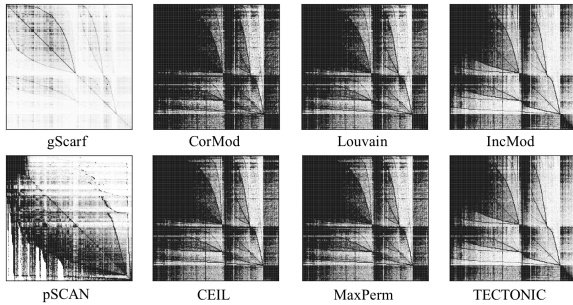 gScarf CorMod Louvain IncMod
pSCAN CEIL MaxPerm TECTONIC